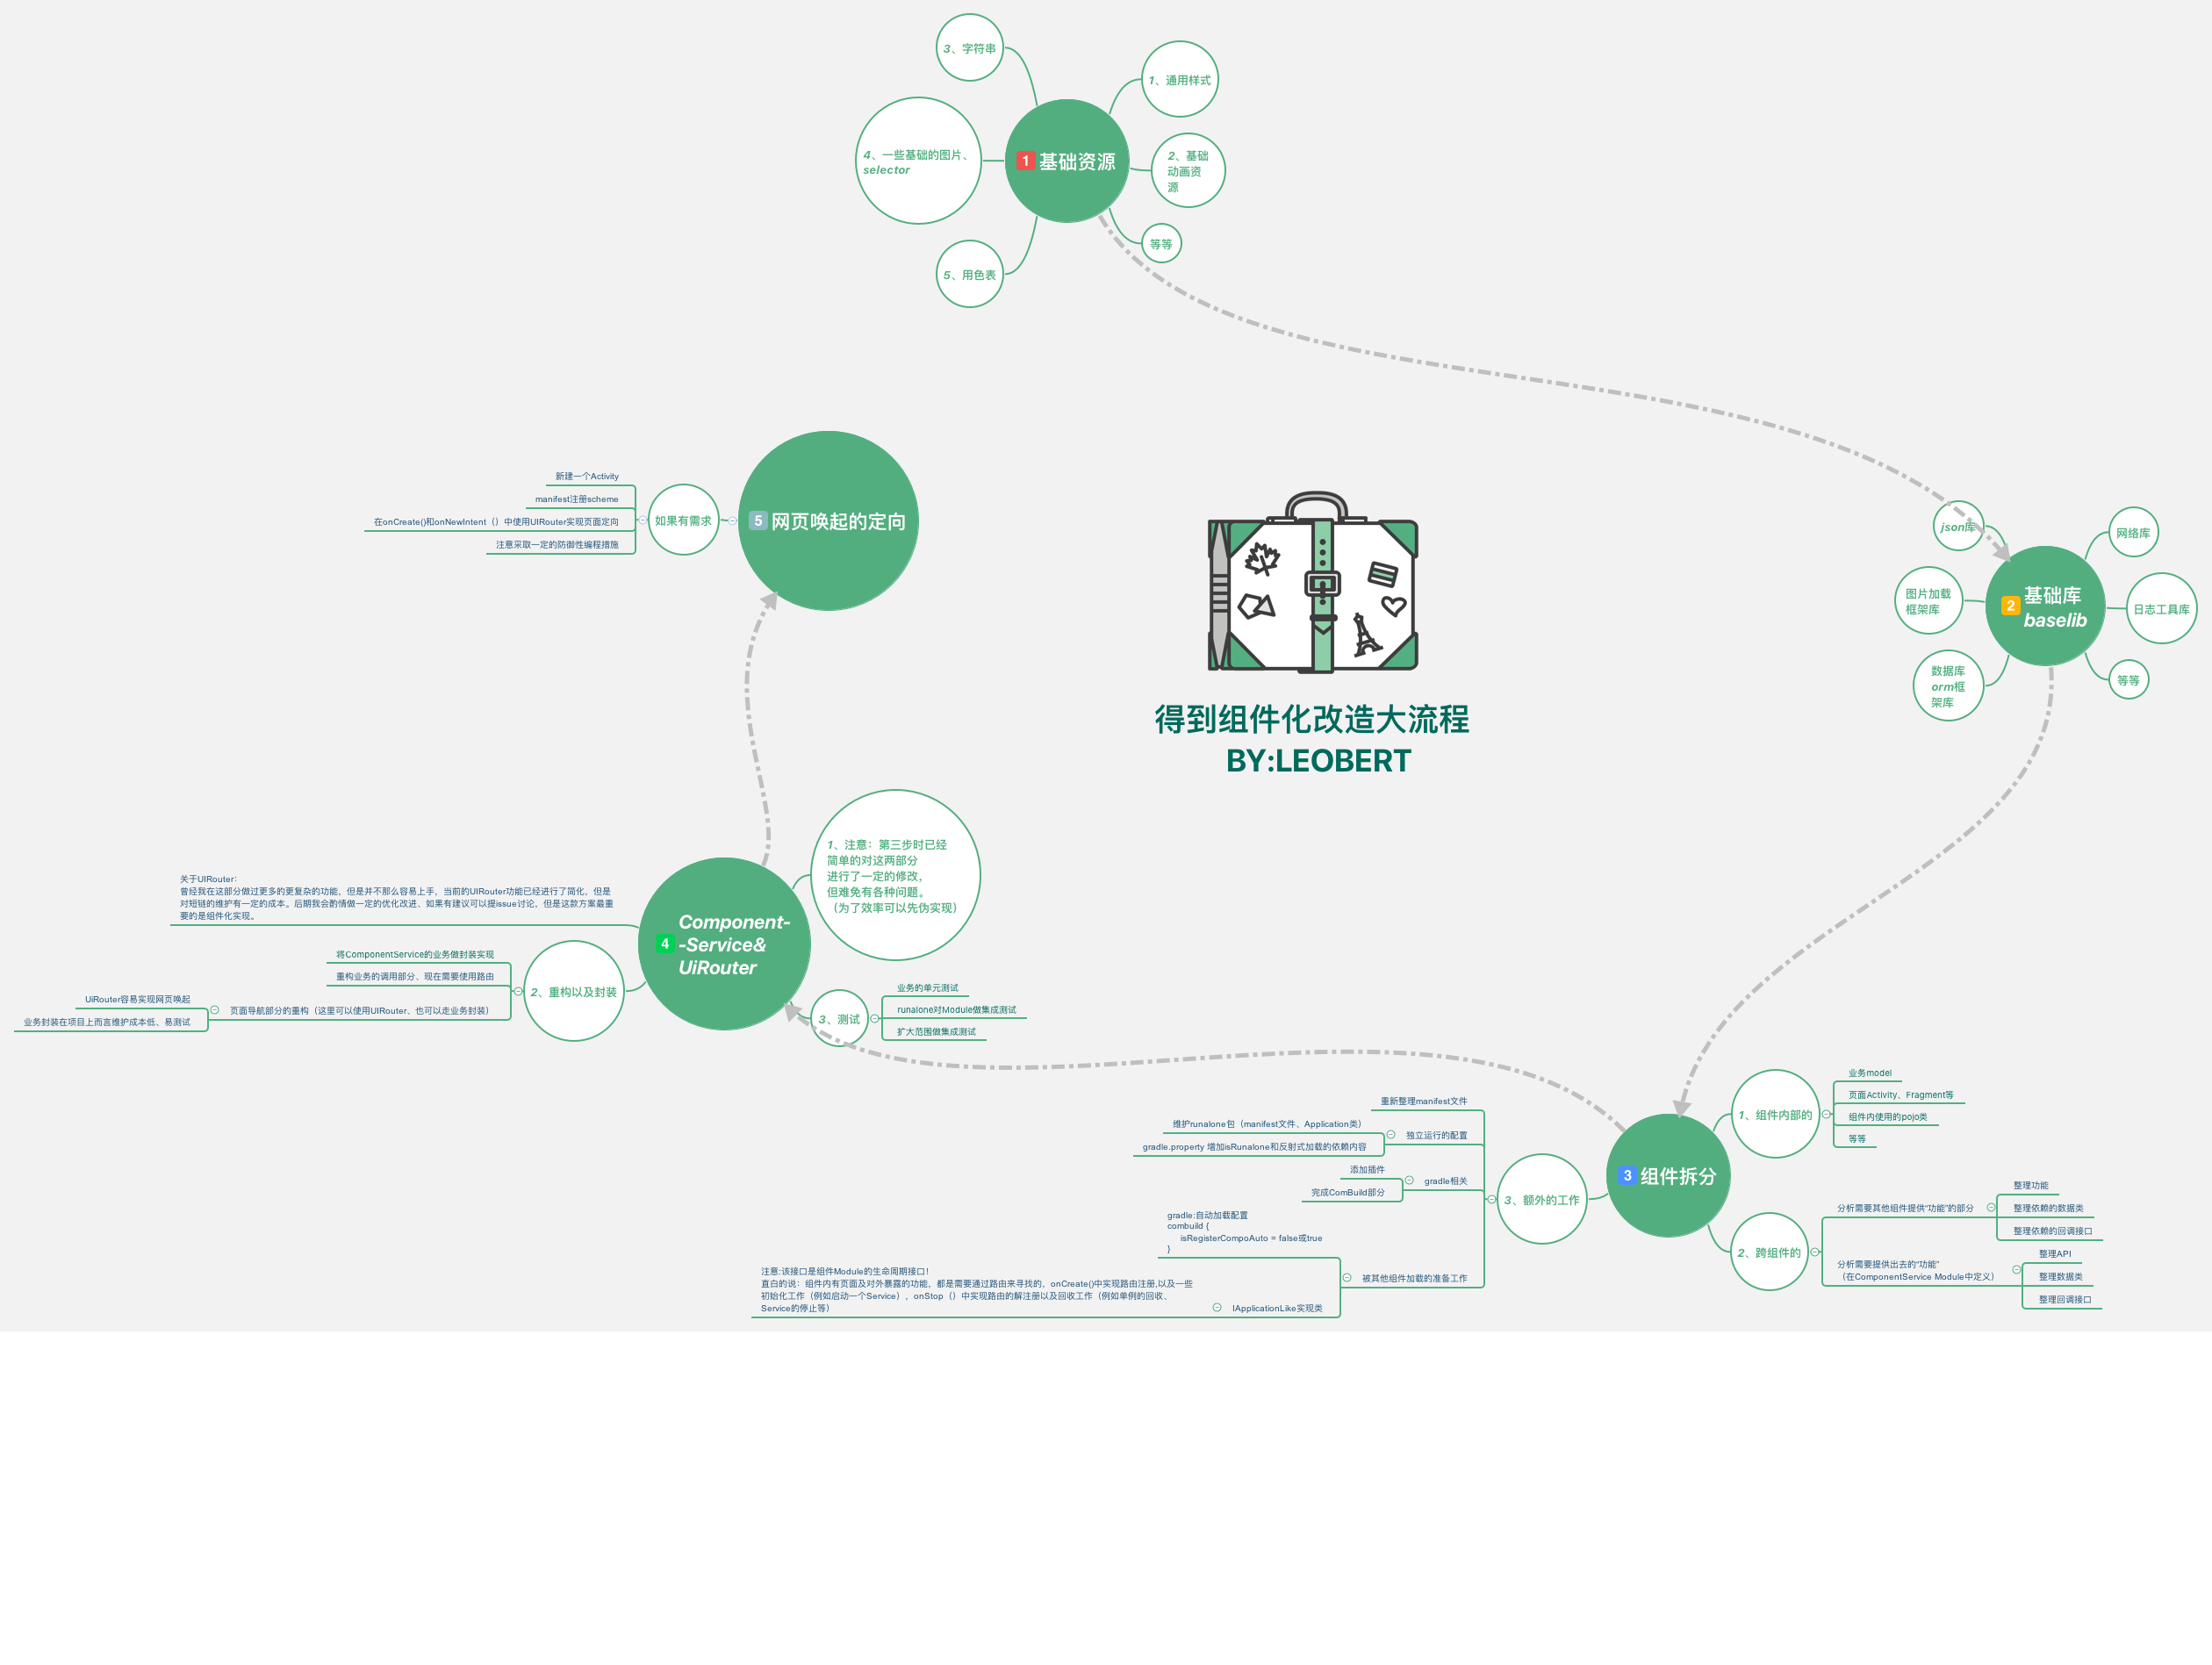 3、字符串
1、通用样式
4、一些基础的图片、
selector
1
基础资源
2、基础
动画资
源
等等
5、用色表
json库
网络库
图片加载
框架库
2
基础库
baselib
日志工具库
数据库
orm框
架库
等等
得到组件化改造大流程
BY:LEOBERT
新建一个Activity
manifest注册scheme
在onCreate()和onNewIntent（）中使用UIRouter实现页面定向
注意采取一定的防御性编程措施
如果有需求
5
网页唤起的定向
1、注意：第三步时已经
简单的对这两部分
进行了一定的修改，
但难免有各种问题。
（为了效率可以先伪实现）
关于UIRouter：
曾经我在这部分做过更多的更复杂的功能，但是并不那么容易上手，当前的UIRouter功能已经进行了简化，但是
对短链的维护有一定的成本。后期我会酌情做一定的优化改进、如果有建议可以提issue讨论，但是这款方案最重
要的是组件化实现。
4
Component-
-Service&
UiRouter
将ComponentService的业务做封装实现
重构业务的调用部分、现在需要使用路由
页面导航部分的重构（这里可以使用UIRouter、也可以走业务封装）
UiRouter容易实现网页唤起
业务封装在项目上而言维护成本低、易测试
2、重构以及封装
3、测试
业务的单元测试
runalone对Module做集成测试
扩大范围做集成测试
3
组件拆分
1、组件内部的
业务model
页面Activity、Fragment等
组件内使用的pojo类
等等
2、跨组件的
分析需要其他组件提供“功能”的部分
整理功能
整理依赖的数据类
整理依赖的回调接口
分析需要提供出去的“功能”
（在ComponentService Module中定义）
整理API
整理数据类
整理回调接口
3、额外的工作
重新整理manifest文件
独立运行的配置
维护runalone包（manifest文件、Application类）
gradle.property 增加isRunalone和反射式加载的依赖内容
gradle相关
添加插件
完成ComBuild部分
被其他组件加载的准备工作
gradle:自动加载配置
combuild {
isRegisterCompoAuto = false或true
}
IApplicationLike实现类
注意:该接口是组件Module的生命周期接口！
直白的说：组件内有页面及对外暴露的功能，都是需要通过路由来寻找的，onCreate()中实现路由注册,以及一些
初始化工作（例如启动一个Service），onStop（）中实现路由的解注册以及回收工作（例如单例的回收、
Service的停止等）